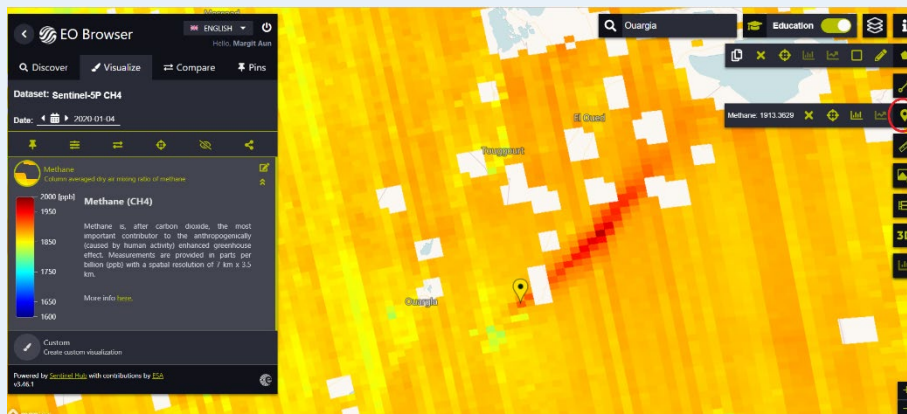 EO Browser
ENGLISH
Hello, Margit Aun
Discover
Visualize
Compare
Pins
Dataset: Sentinel-5P CH4
Date: 2020-01-04
Methane
Column averaged dry air mixing ratio of methane
2000 [ppb]
1950
1850
1750
1650
1600
Methane (CH4)
Methane is, after carbon dioxide, the most
important contributor to the anthropogenically
(caused by human activity) enhanced greenhouse
effect. Measurements are provided in parts per
billion (ppb) with a spatial resolution of 7 km x 3.5
km.
More info here.
Custom
Create custom visualization
Powered by Sentinel Hub with contributions by ESA
v3.46.1
Ouargia
Education
Methane: 1913.3629
3D
El Oued
Touggourt
Ouargla